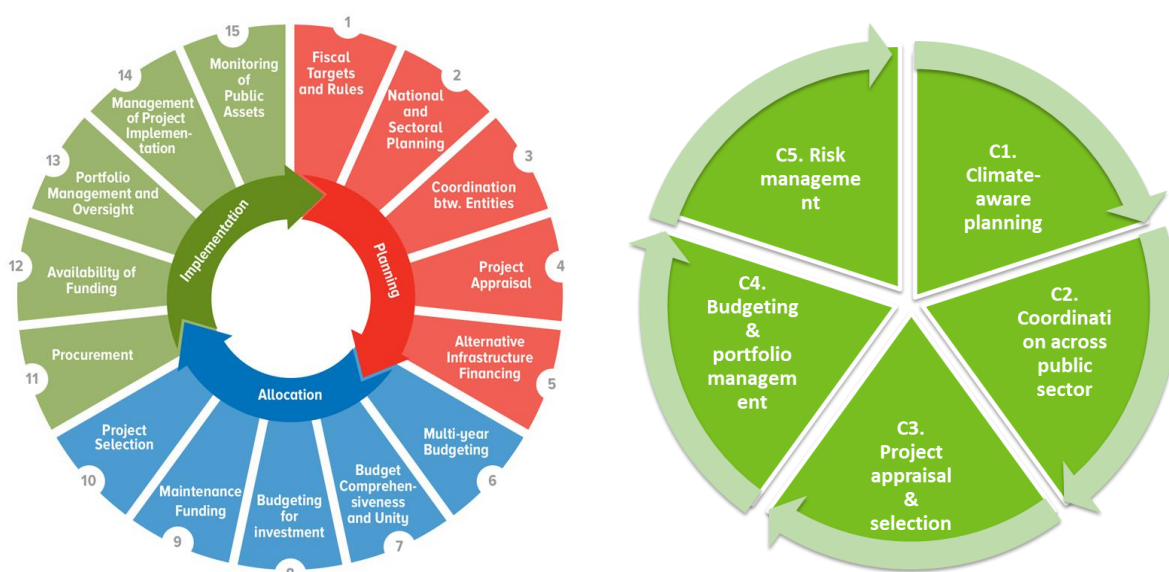 1
Fiscal
Targets
and Rules
2
National
and
Sectoral
Planning
3
Coordination
btw. Entities
4
Project
Appraisal
5
Alternative
Infrastructure
Financing
6
Multi-year
Budgeting
7
Budget
Comprehen-
siveness
and Unity
Budgeting
for
investment
9
Maintenance
Funding
10
Project
Selection
11
Procurement
12
Availability of
Funding
13
Portfolio
Management and
Oversight
14
Management
of Project
Implemen-
tation
15
Monitoring
of
Public
Assets
Planning
Allocation
Implementation
C1.
Climate-
aware
planning
C2.
Coordinati
on across
public
sector
C3.
Project
appraisal
&
selection
C4.
Budgeting
&
portfolio
managem
ent
C5. Risk
manageme
nt